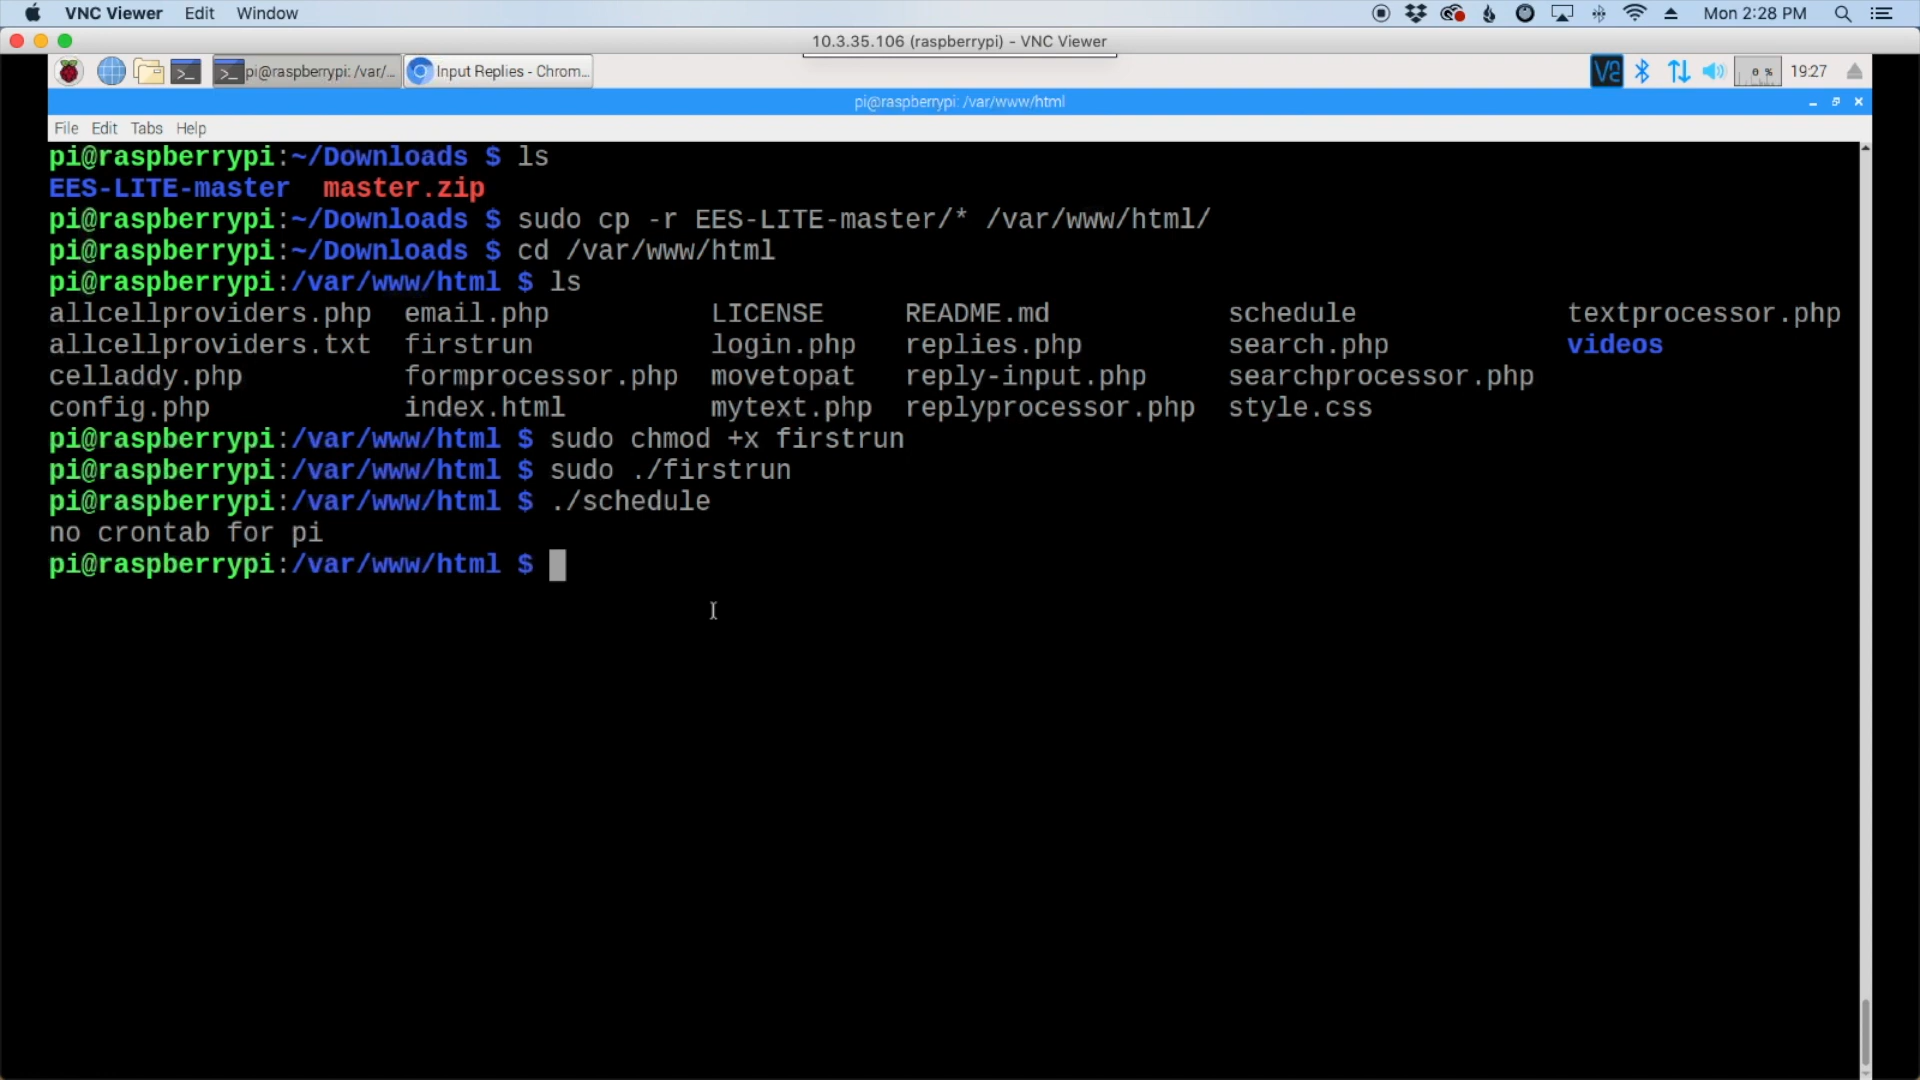 VNC Viewer Edit Window Mon 2:28 PM
10.3.35.106 (raspberrypi) - VNC Viewer
pi@raspberrypi: /var/... Input Replies - Chrom... 0 % 19:27
pi@raspberrypi: /var/www/html
File Edit Tabs Help
pi@raspberrypi:~/Downloads $ ls
EES-LITE-master master.zip
pi@raspberrypi:~/Downloads $ sudo cp -r EES-LITE-master/* /var/www/html/
pi@raspberrypi:~/Downloads $ cd /var/www/html
pi@raspberrypi:/var/www/html $ ls
allcellproviders.php email.php LICENSE README.md schedule textprocessor.php
allcellproviders.txt firstrun login.php replies.php search.php videos
celladdy.php formprocessor.php movetopat reply-input.php searchprocessor.php
config.php index.html mytext.php replyprocessor.php style.css
pi@raspberrypi:/var/www/html $ sudo chmod +x firstrun
pi@raspberrypi:/var/www/html $ sudo ./firstrun
pi@raspberrypi:/var/www/html $ ./schedule
no crontab for pi
pi@raspberrypi:/var/www/html $